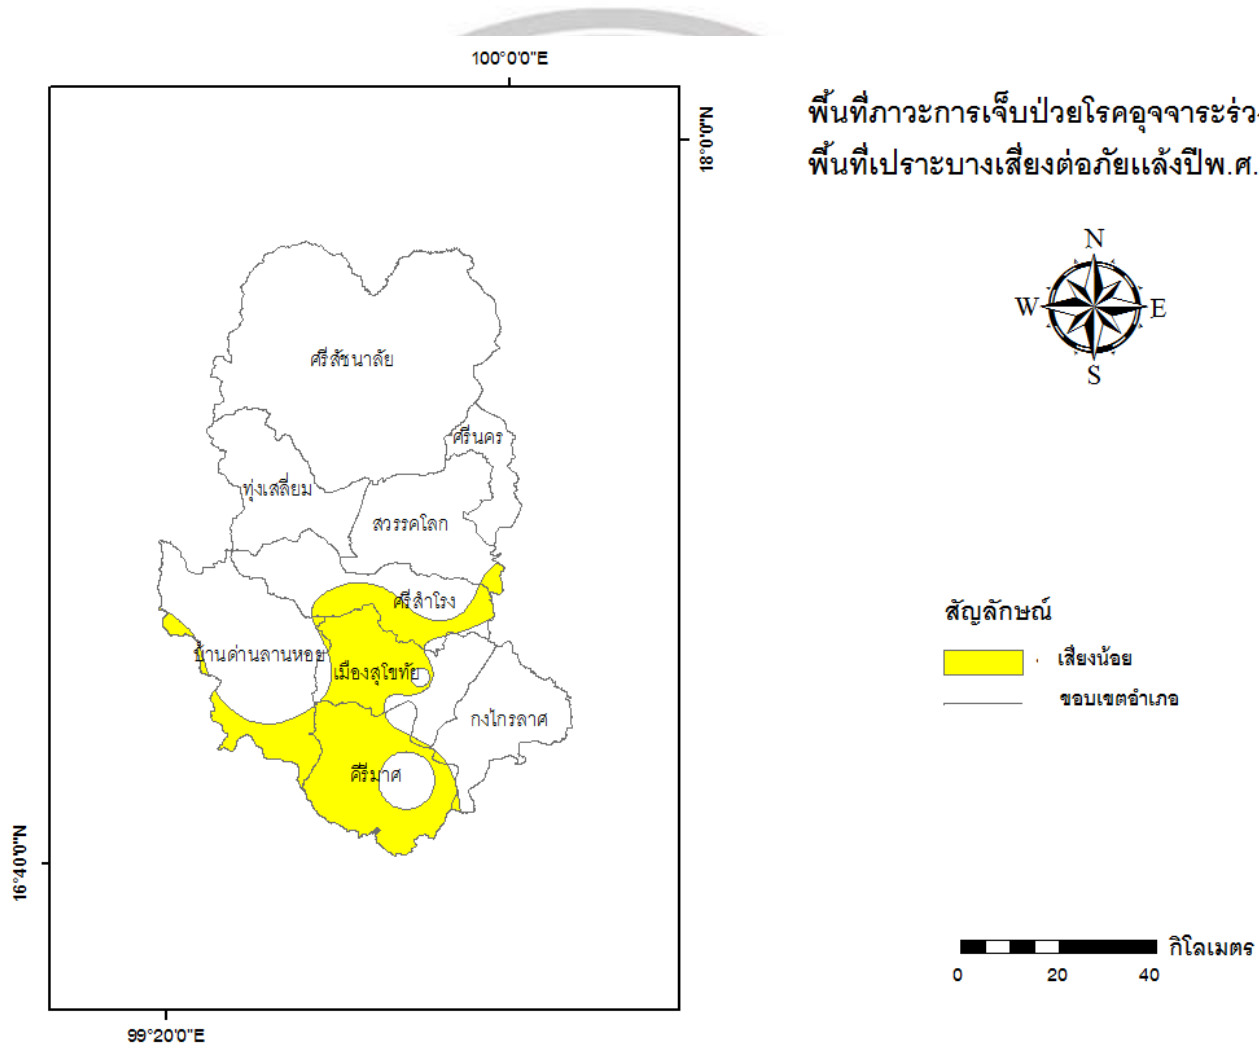 100°0'0"E
พื้นที่ภาวะการเจ็บป่วยโรคอุจจาระร่วง
พื้นที่เปราะบางเสี่ยงต่อภัยแล้งปีพ.ศ.
18°0'0"N
N
W
E
S
ศรีสัชนาลัย
ศรีนคร
ทุ่งเสลี่ยม
สวรรคโลก
ศรีสำโรง
สัญลักษณ์
บ้านด่านลานหอย
เมืองสุโขทัย
เสี่ยงน้อย
ขอบเขตอำเภอ
กงไกรลาศ
คีรีมาศ
16°40'0"N
กิโลเมตร
0 20 40
99°20'0"E